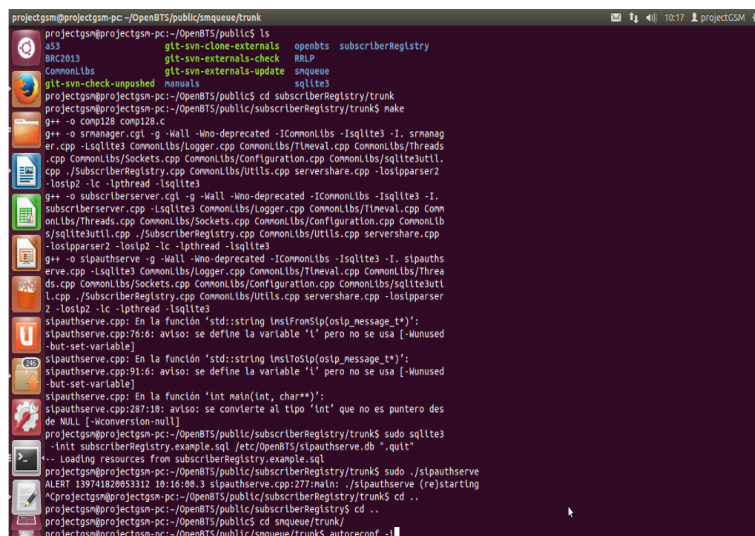 projectgsm@projectgsm-pc: ~/OpenBTS/public/smqueue/trunk
10:17 projectGSM
projectgsm@projectgsm-pc:~/OpenBTS/public$ ls
a53 git-svn-clone-externals openbts subscriberRegistry
BRC2013 git-svn-externals-check RRLP
CommonLibs git-svn-externals-update smqueue
git-svn-check-unpushed manuals sqlite3
projectgsm@projectgsm-pc:~/OpenBTS/public$ cd subscriberRegistry/trunk
projectgsm@projectgsm-pc:~/OpenBTS/public/subscriberRegistry/trunk$ make
g++ -o comp128 comp128.c
g++ -o srmanager.cgi -g -Wall -Wno-deprecated -ICommonLibs -Isqlite3 -I. srmanag
er.cpp -Lsqlite3 CommonLibs/Logger.cpp CommonLibs/Timeval.cpp CommonLibs/Threads
.cpp CommonLibs/Sockets.cpp CommonLibs/Configuration.cpp CommonLibs/sqlite3util.
cpp ./SubscriberRegistry.cpp CommonLibs/Utils.cpp servershare.cpp -losipparser2
-losip2 -lc -lpthread -lsqlite3
g++ -o subscriberserver.cgi -g -Wall -Wno-deprecated -ICommonLibs -Isqlite3 -I.
subscriberserver.cpp -Lsqlite3 CommonLibs/Logger.cpp CommonLibs/Timeval.cpp Comm
onLibs/Threads.cpp CommonLibs/Sockets.cpp CommonLibs/Configuration.cpp CommonLib
s/sqlite3util.cpp ./SubscriberRegistry.cpp CommonLibs/Utils.cpp servershare.cpp
-losipparser2 -losip2 -lc -lpthread -lsqlite3
g++ -o sipauthserve -g -Wall -Wno-deprecated -ICommonLibs -Isqlite3 -I. sipauths
erve.cpp -Lsqlite3 CommonLibs/Logger.cpp CommonLibs/Timeval.cpp CommonLibs/Threa
ds.cpp CommonLibs/Sockets.cpp CommonLibs/Configuration.cpp CommonLibs/sqlite3uti
l.cpp ./SubscriberRegistry.cpp CommonLibs/Utils.cpp servershare.cpp -losipparser
2 -losip2 -lc -lpthread -lsqlite3
sipauthserve.cpp: En la función ‘std::string imsiFromSip(osip_message_t*)’:
sipauthserve.cpp:76:6: aviso: se define la variable ‘i’ pero no se usa [-Wunused
-but-set-variable]
sipauthserve.cpp: En la función ‘std::string imsiToSip(osip_message_t*)’:
sipauthserve.cpp:91:6: aviso: se define la variable ‘i’ pero no se usa [-Wunused
-but-set-variable]
sipauthserve.cpp: En la función ‘int main(int, char**)’:
sipauthserve.cpp:287:10: aviso: se convierte al tipo ‘int’ que no es puntero des
de NULL [-Wconversion-null]
projectgsm@projectgsm-pc:~/OpenBTS/public/subscriberRegistry/trunk$ sudo sqlite3
-init subscriberRegistry.example.sql /etc/OpenBTS/sipauthserve.db ".quit"
-- Loading resources from subscriberRegistry.example.sql
projectgsm@projectgsm-pc:~/OpenBTS/public/subscriberRegistry/trunk$ sudo ./sipauthserve
ALERT 139741820053312 10:16:00.3 sipauthserve.cpp:277:main: ./sipauthserve (re)starting
^Cprojectgsm@projectgsm-pc:~/OpenBTS/public/subscriberRegistry/trunk$ cd ..
projectgsm@projectgsm-pc:~/OpenBTS/public/subscriberRegistry$ cd ..
projectgsm@projectgsm-pc:~/OpenBTS/public$ cd smqueue/trunk/
projectgsm@projectgsm-pc:~/OpenBTS/public/smqueue/trunk$ autoreconf -i
246